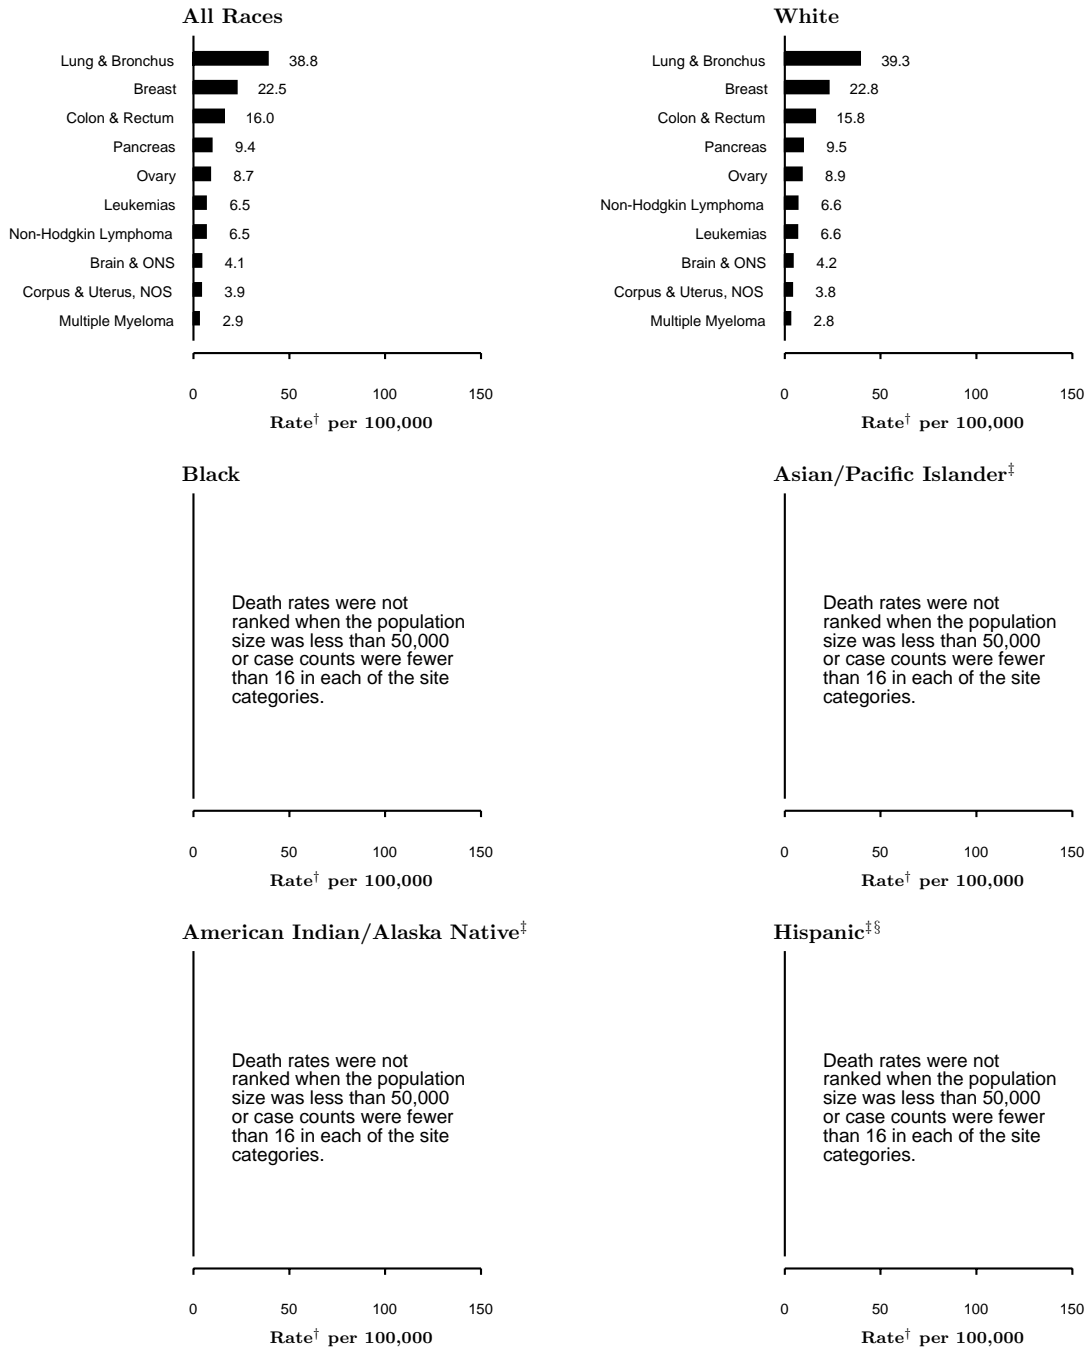 All Races
Lung & Bronchus 38.8
Breast 22.5
Colon & Rectum 16.0
Pancreas 9.4
Ovary 8.7
Leukemias 6.5
Non-Hodgkin Lymphoma 6.5
Brain & ONS 4.1
Corpus & Uterus, NOS 3.9
Multiple Myeloma 2.9
0 50 100 150
Rate† per 100,000
White
Lung & Bronchus 39.3
Breast 22.8
Colon & Rectum 15.8
Pancreas 9.5
Ovary 8.9
Non-Hodgkin Lymphoma 6.6
Leukemias 6.6
Brain & ONS 4.2
Corpus & Uterus, NOS 3.8
Multiple Myeloma 2.8
0 50 100 150
Rate† per 100,000
Black
Death rates were not
ranked when the population
size was less than 50,000
or case counts were fewer
than 16 in each of the site
categories.
0 50 100 150
Rate† per 100,000
Asian/Pacific Islander‡
Death rates were not
ranked when the population
size was less than 50,000
or case counts were fewer
than 16 in each of the site
categories.
0 50 100 150
Rate† per 100,000
American Indian/Alaska Native‡
Death rates were not
ranked when the population
size was less than 50,000
or case counts were fewer
than 16 in each of the site
categories.
0 50 100 150
Rate† per 100,000
Hispanic‡§
Death rates were not
ranked when the population
size was less than 50,000
or case counts were fewer
than 16 in each of the site
categories.
0 50 100 150
Rate† per 100,000